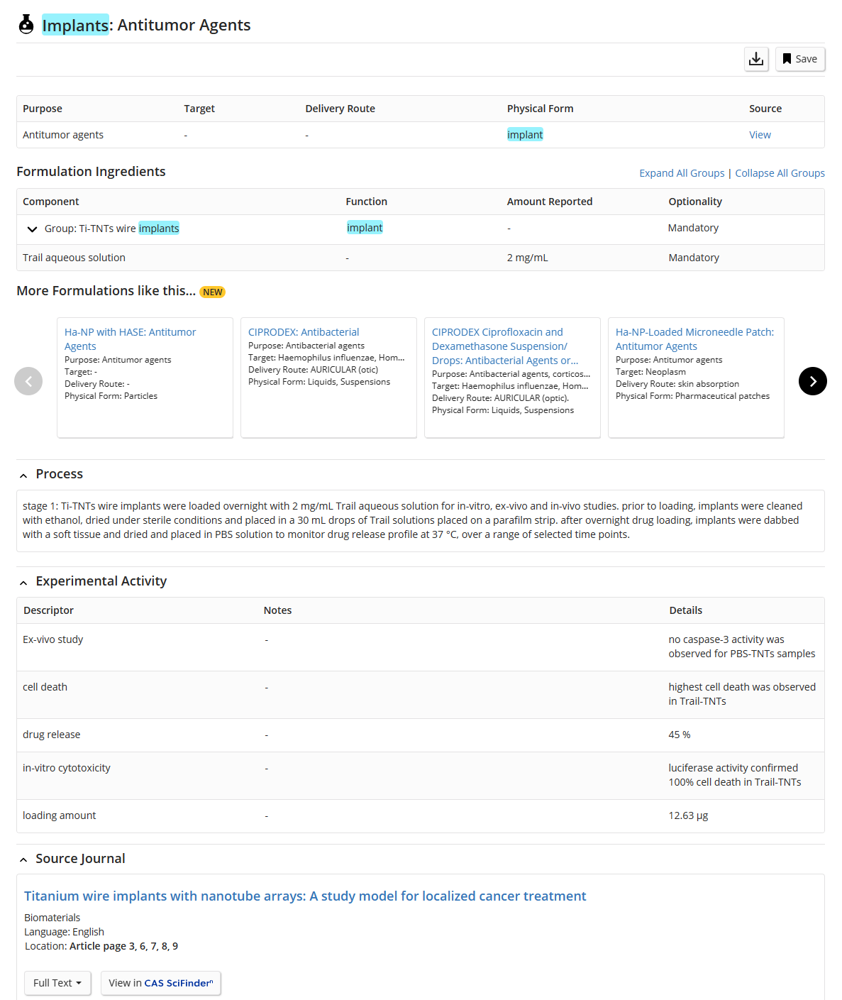 Implants: Antitumor Agents
Save
Purpose Target Delivery Route Physical Form Source
Antitumor agents - - implant View
Formulation Ingredients
Expand All Groups | Collapse All Groups
Component Function Amount Reported Optionality
Group: Ti-TNTs wire implants implant - Mandatory
Trail aqueous solution - 2 mg/mL Mandatory
More Formulations like this... NEW
Ha-NP with HASE: Antitumor
Agents
Purpose: Antitumor agents
Target: -
Delivery Route: -
Physical Form: Particles
CIPRODEX: Antibacterial
Purpose: Antibacterial agents
Target: Haemophilus influenzae, Hom...
Delivery Route: AURICULAR (otic)
Physical Form: Liquids, Suspensions
CIPRODEX Ciprofloxacin and
Dexamethasone Suspension/
Drops: Antibacterial Agents or...
Purpose: Antibacterial agents, corticos...
Target: Haemophilus influenzae, Hom...
Delivery Route: AURICULAR (optic).
Physical Form: Liquids, Suspensions
Ha-NP-Loaded Microneedle Patch:
Antitumor Agents
Purpose: Antitumor agents
Target: Neoplasm
Delivery Route: skin absorption
Physical Form: Pharmaceutical patches
Process
stage 1: Ti-TNTs wire implants were loaded overnight with 2 mg/mL Trail aqueous solution for in-vitro, ex-vivo and in-vivo studies. prior to loading, implants were cleaned
with ethanol, dried under sterile conditions and placed in a 30 mL drops of Trail solutions placed on a parafilm strip. after overnight drug loading, implants were dabbed
with a soft tissue and dried and placed in PBS solution to monitor drug release profile at 37 °C, over a range of selected time points.
Experimental Activity
Descriptor Notes Details
Ex-vivo study - no caspase-3 activity was
observed for PBS-TNTs samples
cell death - highest cell death was observed
in Trail-TNTs
drug release - 45 %
in-vitro cytotoxicity - luciferase activity confirmed
100% cell death in Trail-TNTs
loading amount - 12.63 µg
Source Journal
Titanium wire implants with nanotube arrays: A study model for localized cancer treatment
Biomaterials
Language: English
Location: Article page 3, 6, 7, 8, 9
Full Text
View in CAS SciFinderⁿ